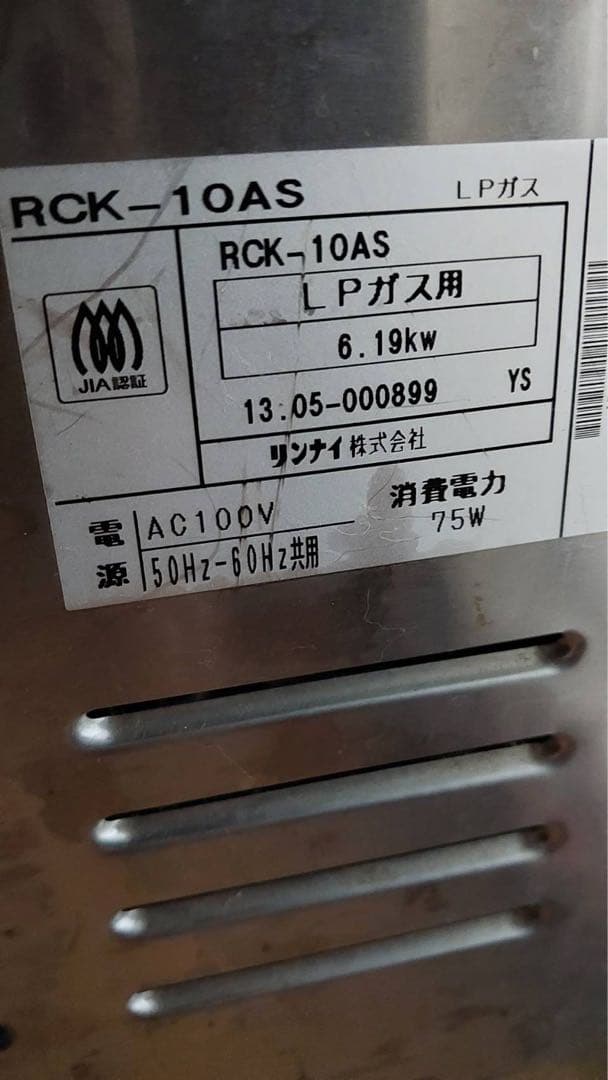 RCK-10AS LPガス
JIA認証
RCK-10AS
LPガス用
6.19kw
13.05-000899 YS
リンナイ株式会社
電源 AC100V
50Hz-60Hz共用
消費電力
75W